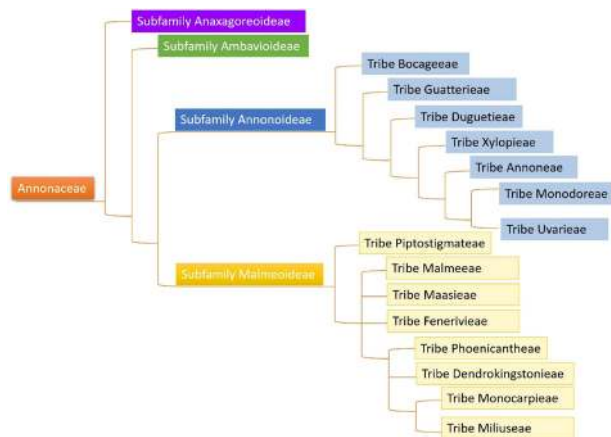 Subfamily Anaxagoreoideae
Subfamily Ambavioideae
Subfamily Annonoideae
Tribe Bocageeae
Tribe Guatterieae
Tribe Duguetieae
Tribe Xylopieae
Tribe Annoneae
Tribe Monodoreae
Tribe Uvarieae
Annonaceae
Subfamily Malmeoideae
Tribe Piptostigmateae
Tribe Malmeeae
Tribe Maasieae
Tribe Fenerivieae
Tribe Phoenicantheae
Tribe Dendrokingstonieae
Tribe Monocarpieae
Tribe Miliuseae